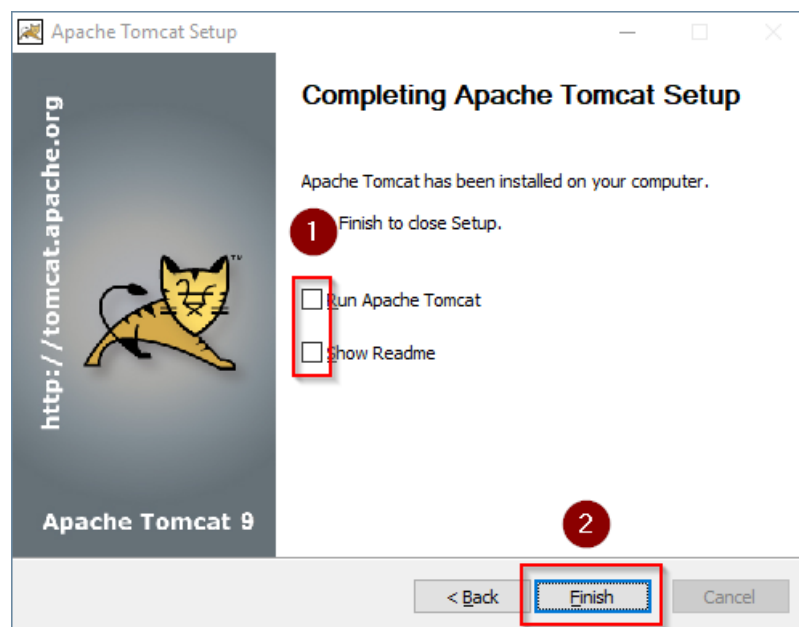 Apache Tomcat Setup
http://tomcat.apache.org
Completing Apache Tomcat Setup
Apache Tomcat has been installed on your computer.
1
Finish to close Setup.
Run Apache Tomcat
Show Readme
TM
Apache Tomcat 9
2
< Back
Finish
Cancel